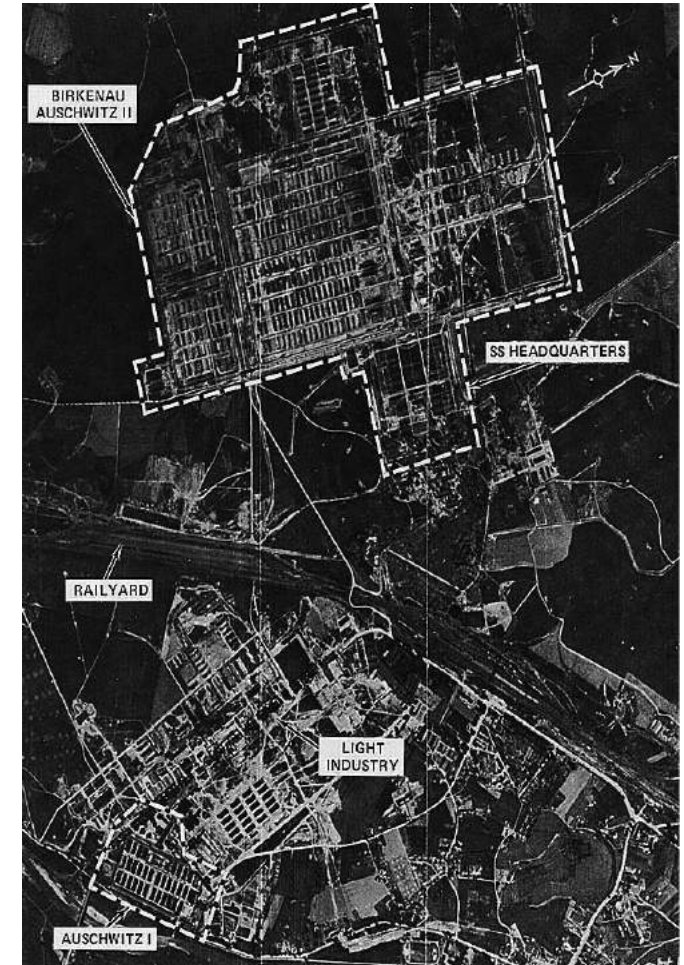 BIRKENAU
AUSCHWITZ II
N
SS HEADQUARTERS
RAILYARD
LIGHT
INDUSTRY
AUSCHWITZ I